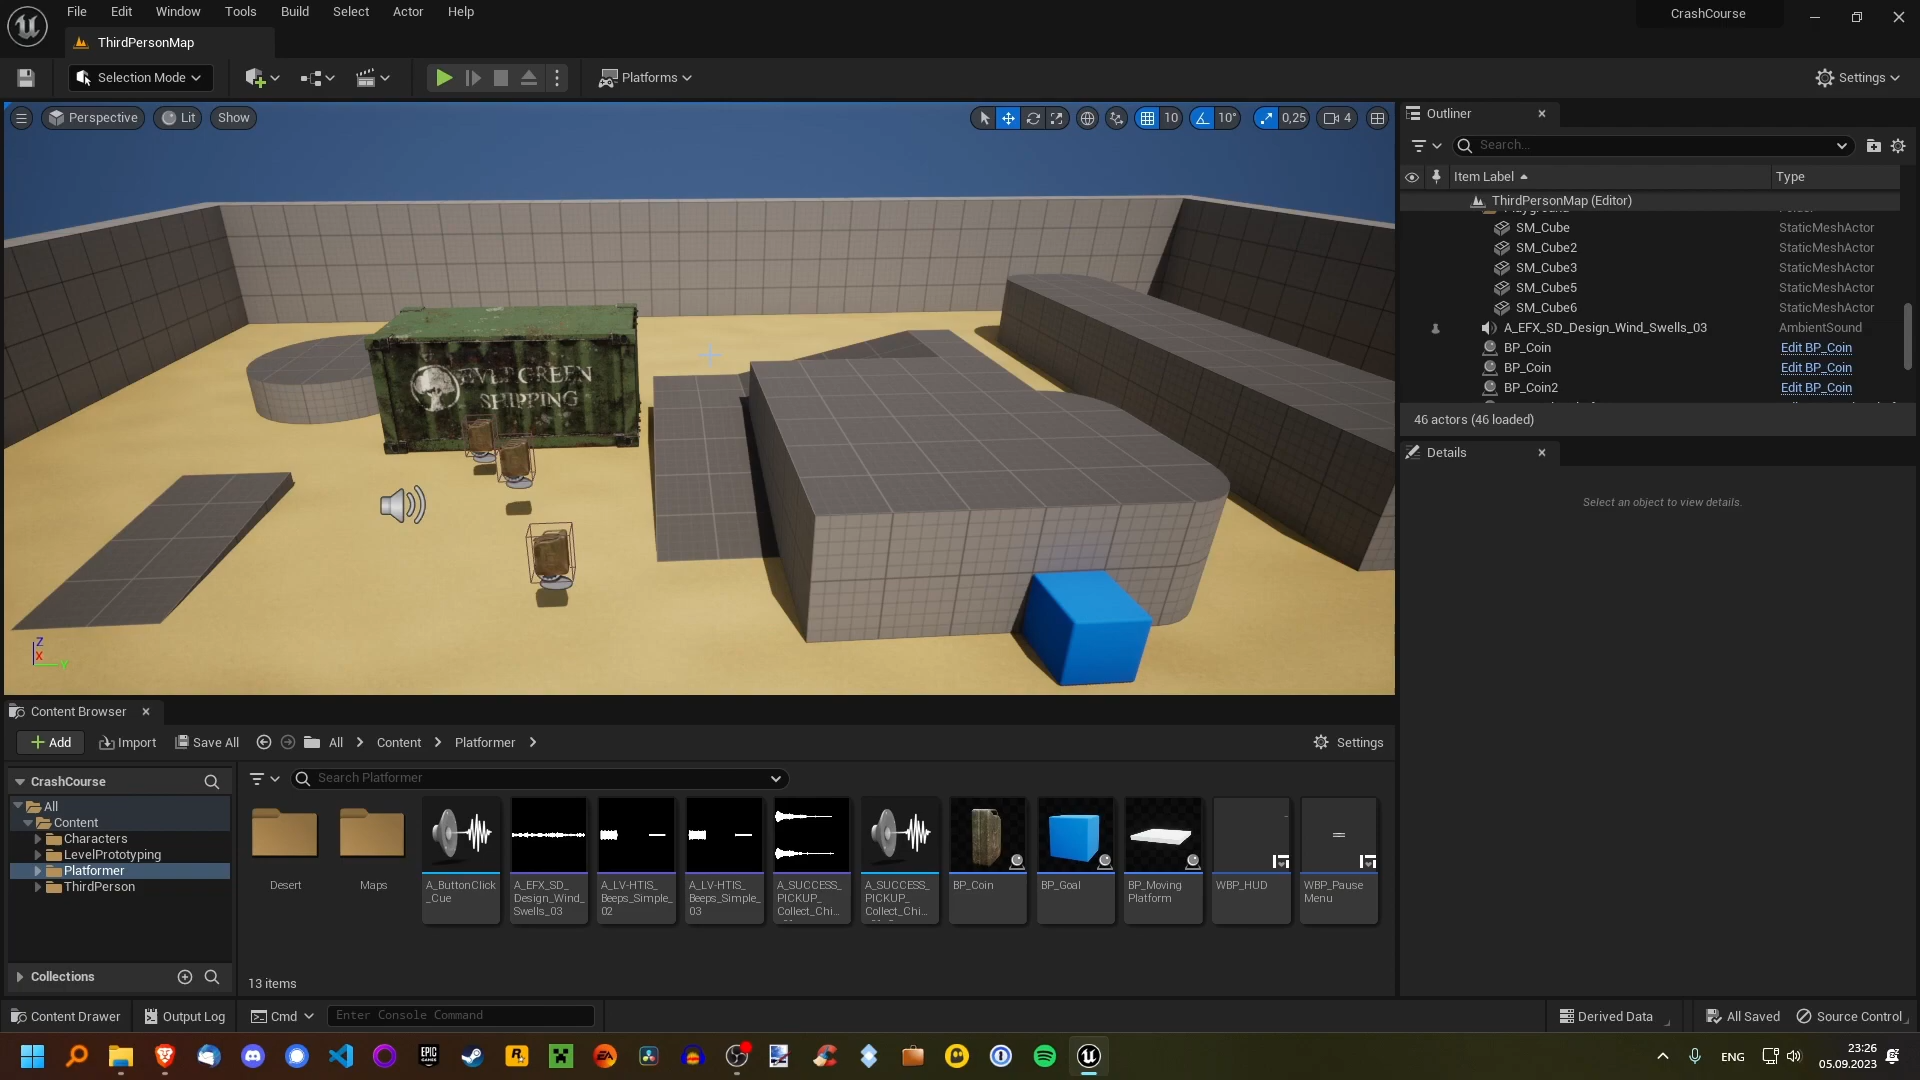 File Edit Window Tools Build Select Actor Help
CrashCourse
ThirdPersonMap
Selection Mode
Platforms
Settings
Perspective Lit Show
10 10° 0,25 4
EVERGREEN
SHIPPING
Z
X
Y
Outliner
Search...
Item Label Type
ThirdPersonMap (Editor)
SM_Cube StaticMeshActor
SM_Cube2 StaticMeshActor
SM_Cube3 StaticMeshActor
SM_Cube5 StaticMeshActor
SM_Cube6 StaticMeshActor
A_EFX_SD_Design_Wind_Swells_03 AmbientSound
BP_Coin Edit BP_Coin
BP_Coin Edit BP_Coin
BP_Coin2 Edit BP_Coin
46 actors (46 loaded)
Details
Select an object to view details.
Content Browser
Add Import Save All All Content Platformer Settings
CrashCourse
All
Content
Characters
LevelPrototyping
Platformer
ThirdPerson
Collections
Search Platformer
Desert
Maps
A_ButtonClick
_Cue
A_EFX_SD_
Design_Wind_
Swells_03
A_LV-HTIS_
Beeps_Simple_
02
A_LV-HTIS_
Beeps_Simple_
03
A_SUCCESS_
PICKUP_
Collect_Chi...
A_SUCCESS_
PICKUP_
Collect_Chi...
BP_Coin
BP_Goal
BP_Moving
Platform
WBP_HUD
WBP_Pause
Menu
13 items
Content Drawer Output Log Cmd Enter Console Command
Derived Data All Saved Source Control
EPIC
GAMES
EA
ENG
23:26
05.09.2023